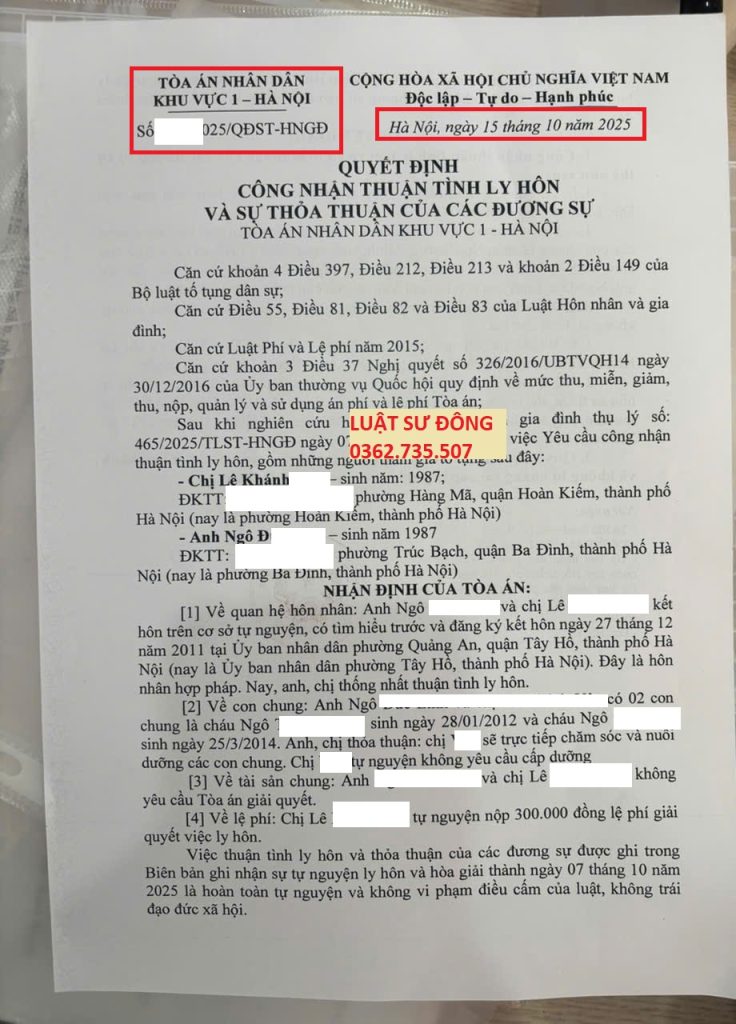 TÒA ÁN NHÂN DÂN
KHU VỰC 1 – HÀ NỘI
Số 025/QĐST-HNGĐ
CỘNG HÒA XÃ HỘI CHỦ NGHĨA VIỆT NAM
Độc lập – Tự do – Hạnh phúc
Hà Nội, ngày 15 tháng 10 năm 2025
QUYẾT ĐỊNH
CÔNG NHẬN THUẬN TÌNH LY HÔN
VÀ SỰ THỎA THUẬN CỦA CÁC ĐƯƠNG SỰ
TÒA ÁN NHÂN DÂN KHU VỰC 1 - HÀ NỘI
Căn cứ khoản 4 Điều 397, Điều 212, Điều 213 và khoản 2 Điều 149 của
Bộ luật tố tụng dân sự;
Căn cứ Điều 55, Điều 81, Điều 82 và Điều 83 của Luật Hôn nhân và gia
đình;
Căn cứ Luật Phí và Lệ phí năm 2015;
Căn cứ khoản 3 Điều 37 Nghị quyết số 326/2016/UBTVQH14 ngày
30/12/2016 của Ủy ban thường vụ Quốc hội quy định về mức thu, miễn, giảm,
thu, nộp, quản lý và sử dụng án phí và lệ phí Tòa án;
Sau khi nghiên cứu gia đình thụ lý số:
LUẬT SƯ ĐÔNG
0362.735.507
465/2025/TLST-HNGĐ ngày việc Yêu cầu công nhận
thuận tình ly hôn, gồm những người tham gia tố tụng sau đây:
- Chị Lê Khánh – sinh năm: 1987;
ĐKTT: phường Hàng Mã, quận Hoàn Kiếm, thành phố
Hà Nội (nay là phường Hoàn Kiếm, thành phố Hà Nội)
- Anh Ngô Đ – sinh năm 1987
ĐKTT: phường Trúc Bạch, quận Ba Đình, thành phố Hà
Nội (nay là phường Ba Đình, thành phố Hà Nội)
NHẬN ĐỊNH CỦA TÒA ÁN:
[1] Về quan hệ hôn nhân: Anh Ngô và chị Lê kết
hôn trên cơ sở tự nguyện, có tìm hiểu trước và đăng ký kết hôn ngày 27 tháng 12
năm 2011 tại Ủy ban nhân dân phường Quảng An, quận Tây Hồ, thành phố Hà
Nội (nay là Ủy ban nhân dân phường Tây Hồ, thành phố Hà Nội). Đây là hôn
nhân hợp pháp. Nay, anh, chị thống nhất thuận tình ly hôn.
[2] Về con chung: Anh Ngô có 02 con
chung là cháu Ngô sinh ngày 28/01/2012 và cháu Ngô
sinh ngày 25/3/2014. Anh, chị thỏa thuận: chị sẽ trực tiếp chăm sóc và nuôi
dưỡng các con chung. Chị tự nguyện không yêu cầu cấp dưỡng
[3] Về tài sản chung: Anh và chị Lê không
yêu cầu Tòa án giải quyết.
[4] Về lệ phí: Chị Lê tự nguyện nộp 300.000 đồng lệ phí giải
quyết việc ly hôn.
Việc thuận tình ly hôn và thỏa thuận của các đương sự được ghi trong
Biên bản ghi nhận sự tự nguyện ly hôn và hòa giải thành ngày 07 tháng 10 năm
2025 là hoàn toàn tự nguyện và không vi phạm điều cấm của luật, không trái
đạo đức xã hội.